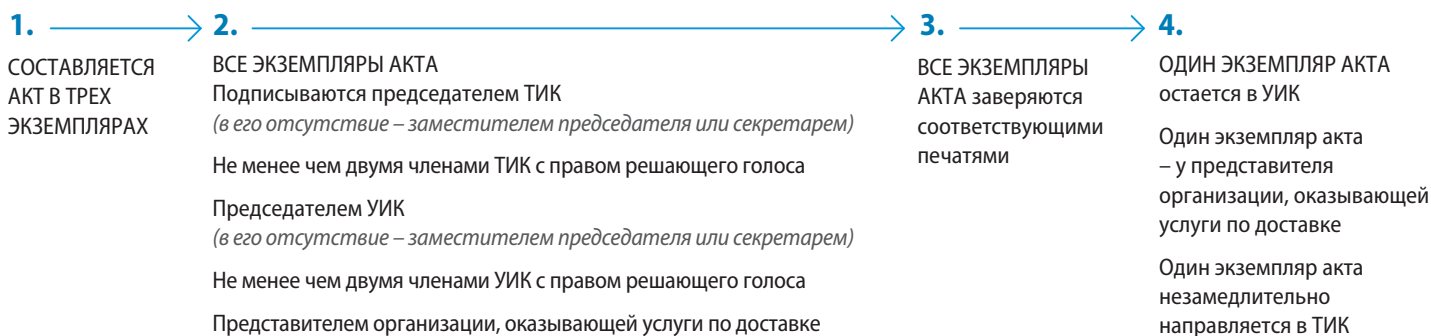 1.
СОСТАВЛЯЕТСЯ
АКТ В ТРЕХ
ЭКЗЕМПЛЯРАХ
2.
ВСЕ ЭКЗЕМПЛЯРЫ АКТА
Подписываются председателем ТИК
(в его отсутствие – заместителем председателя или секретарем)
Не менее чем двумя членами ТИК с правом решающего голоса
Председателем УИК
(в его отсутствие – заместителем председателя или секретарем)
Не менее чем двумя членами УИК с правом решающего голоса
Представителем организации, оказывающей услуги по доставке
3.
ВСЕ ЭКЗЕМПЛЯРЫ
АКТА заверяются
соответствующими
печатями
4.
ОДИН ЭКЗЕМПЛЯР АКТА
остается в УИК
Один экземпляр акта
– у представителя
организации, оказывающей
услуги по доставке
Один экземпляр акта
незамедлительно
направляется в ТИК